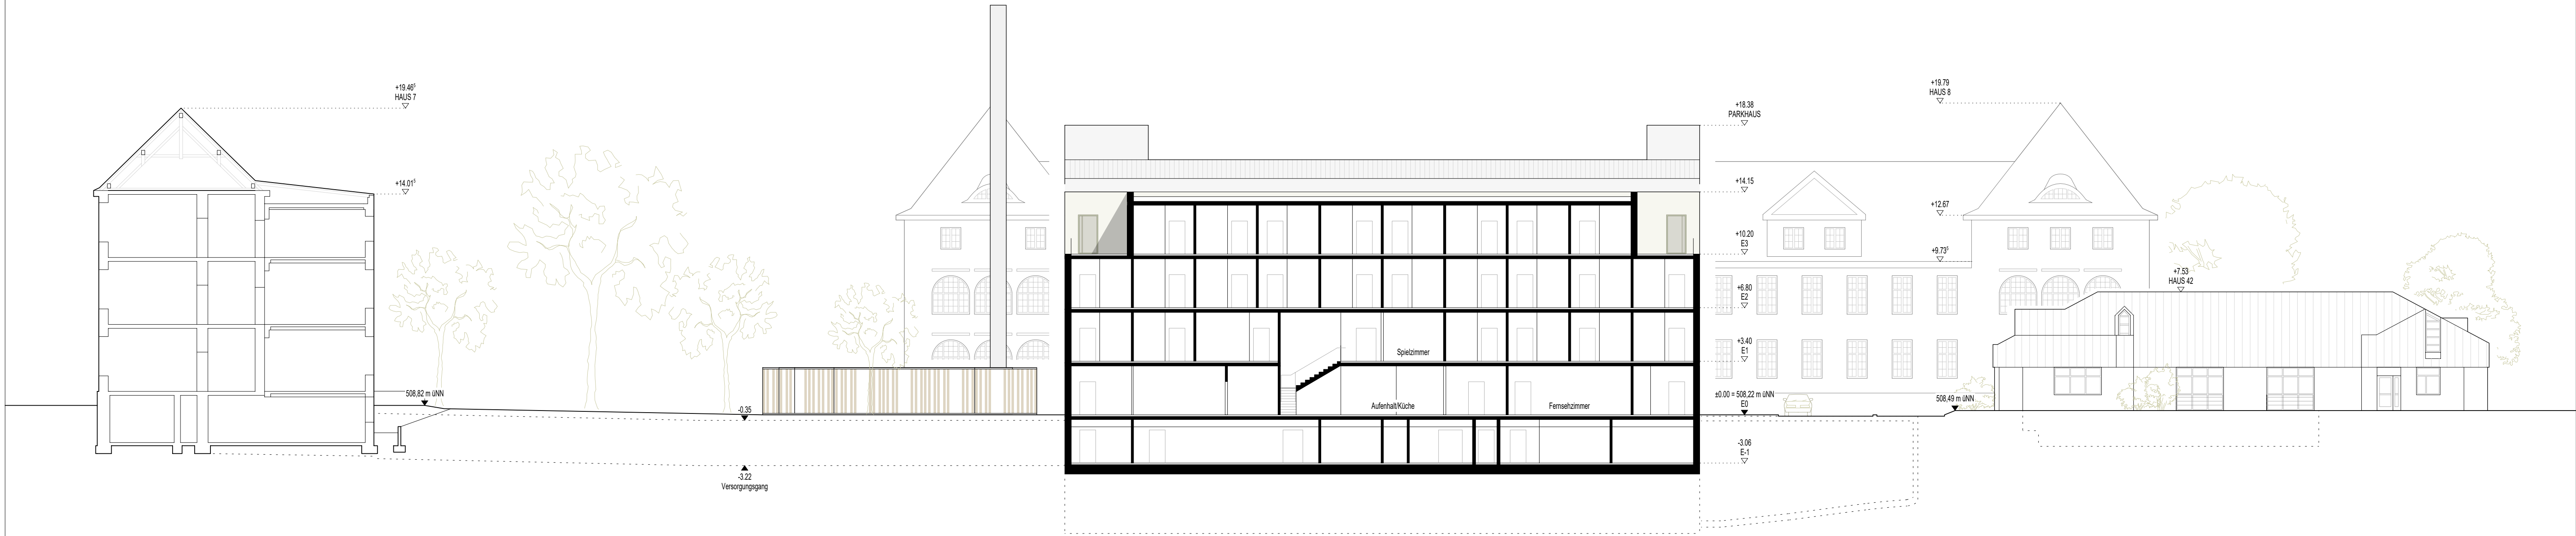 +19.46⁵
HAUS 7
+14.01⁵
508,82 m üNN
-0.35
-3.22
Versorgungsgang
Spielzimmer
Aufenhalt/Küche
Fernsehzimmer
+18.38
PARKHAUS
+14.15
+10.20
E3
+6.80
E2
+3.40
E1
±0.00 = 508,22 m üNN
E0
-3.06
E-1
+19.79
HAUS 8
+12.67
+9.73⁵
508,49 m üNN
+7.53
HAUS 42